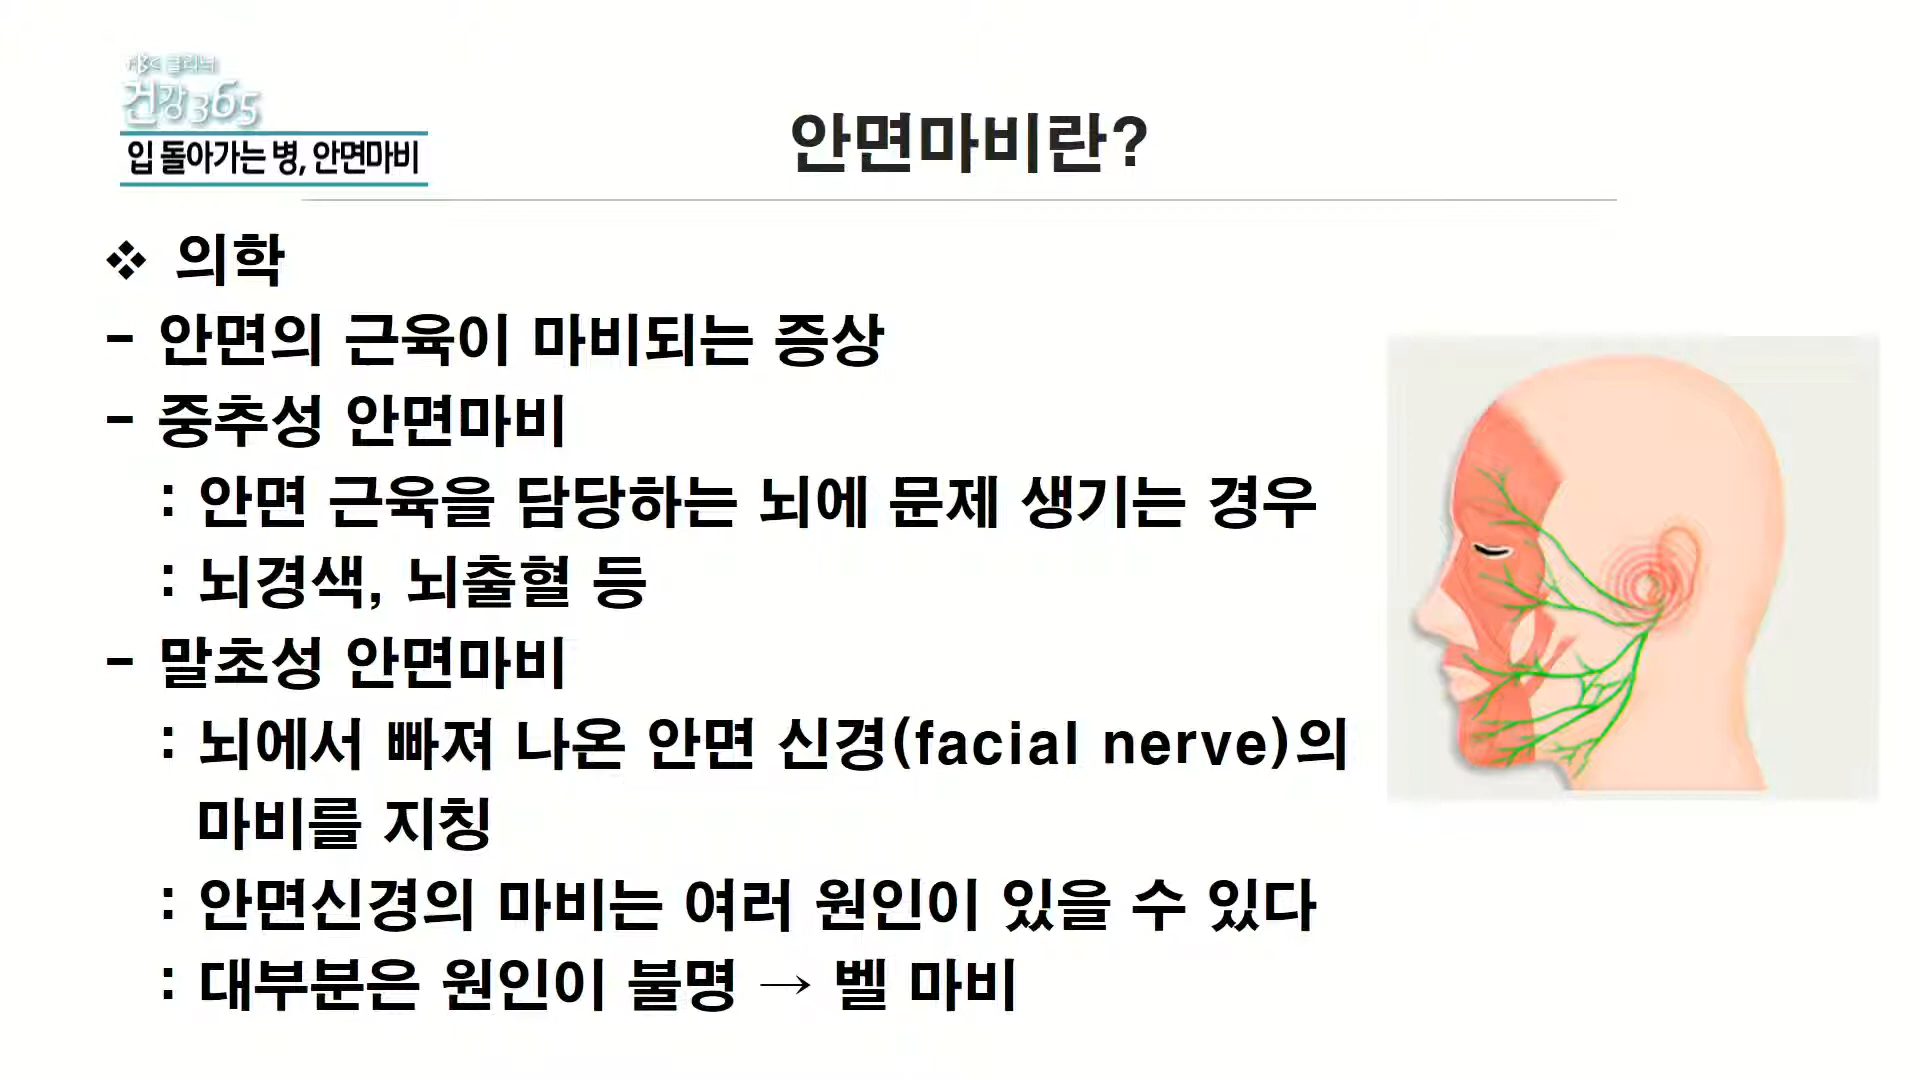 클리닉
건강365
입 돌아가는 병, 안면마비
안면마비란?
❖ 의학
- 안면의 근육이 마비되는 증상
- 중추성 안면마비
: 안면 근육을 담당하는 뇌에 문제 생기는 경우
: 뇌경색, 뇌출혈 등
- 말초성 안면마비
: 뇌에서 빠져 나온 안면 신경(facial nerve)의
마비를 지칭
: 안면신경의 마비는 여러 원인이 있을 수 있다
: 대부분은 원인이 불명 → 벨 마비